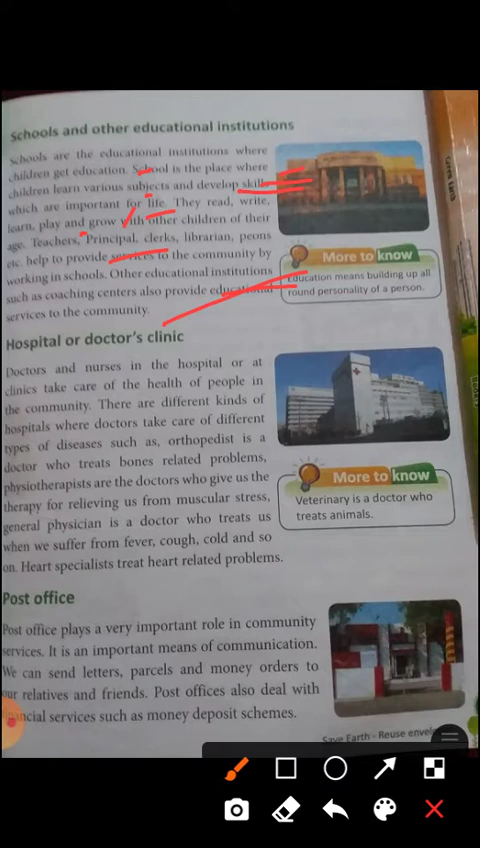 Schools and other educational institutions
Schools are the educational institutions where
children get education. School is the place where
children learn various subjects and develop skills
which are important for life. They read, write,
learn, play and grow with other children of their
age. Teachers, Principal, clerks, librarian, peons
etc. help to provide services to the community by
working in schools. Other educational institutions
such as coaching centers also provide educational
services to the community.
More to know
Education means building up all
round personality of a person.
Hospital or doctor's clinic
Doctors and nurses in the hospital or at
clinics take care of the health of people in
the community. There are different kinds of
hospitals where doctors take care of different
types of diseases such as, orthopedist is a
doctor who treats bones related problems,
physiotherapists are the doctors who give us the
therapy for relieving us from muscular stress,
general physician is a doctor who treats us
when we suffer from fever, cough, cold and so
on. Heart specialists treat heart related problems.
More to know
Veterinary is a doctor who
treats animals.
Post office
Post office plays a very important role in community
services. It is an important means of communication.
We can send letters, parcels and money orders to
our relatives and friends. Post offices also deal with
financial services such as money deposit schemes.
Save Earth - Reuse